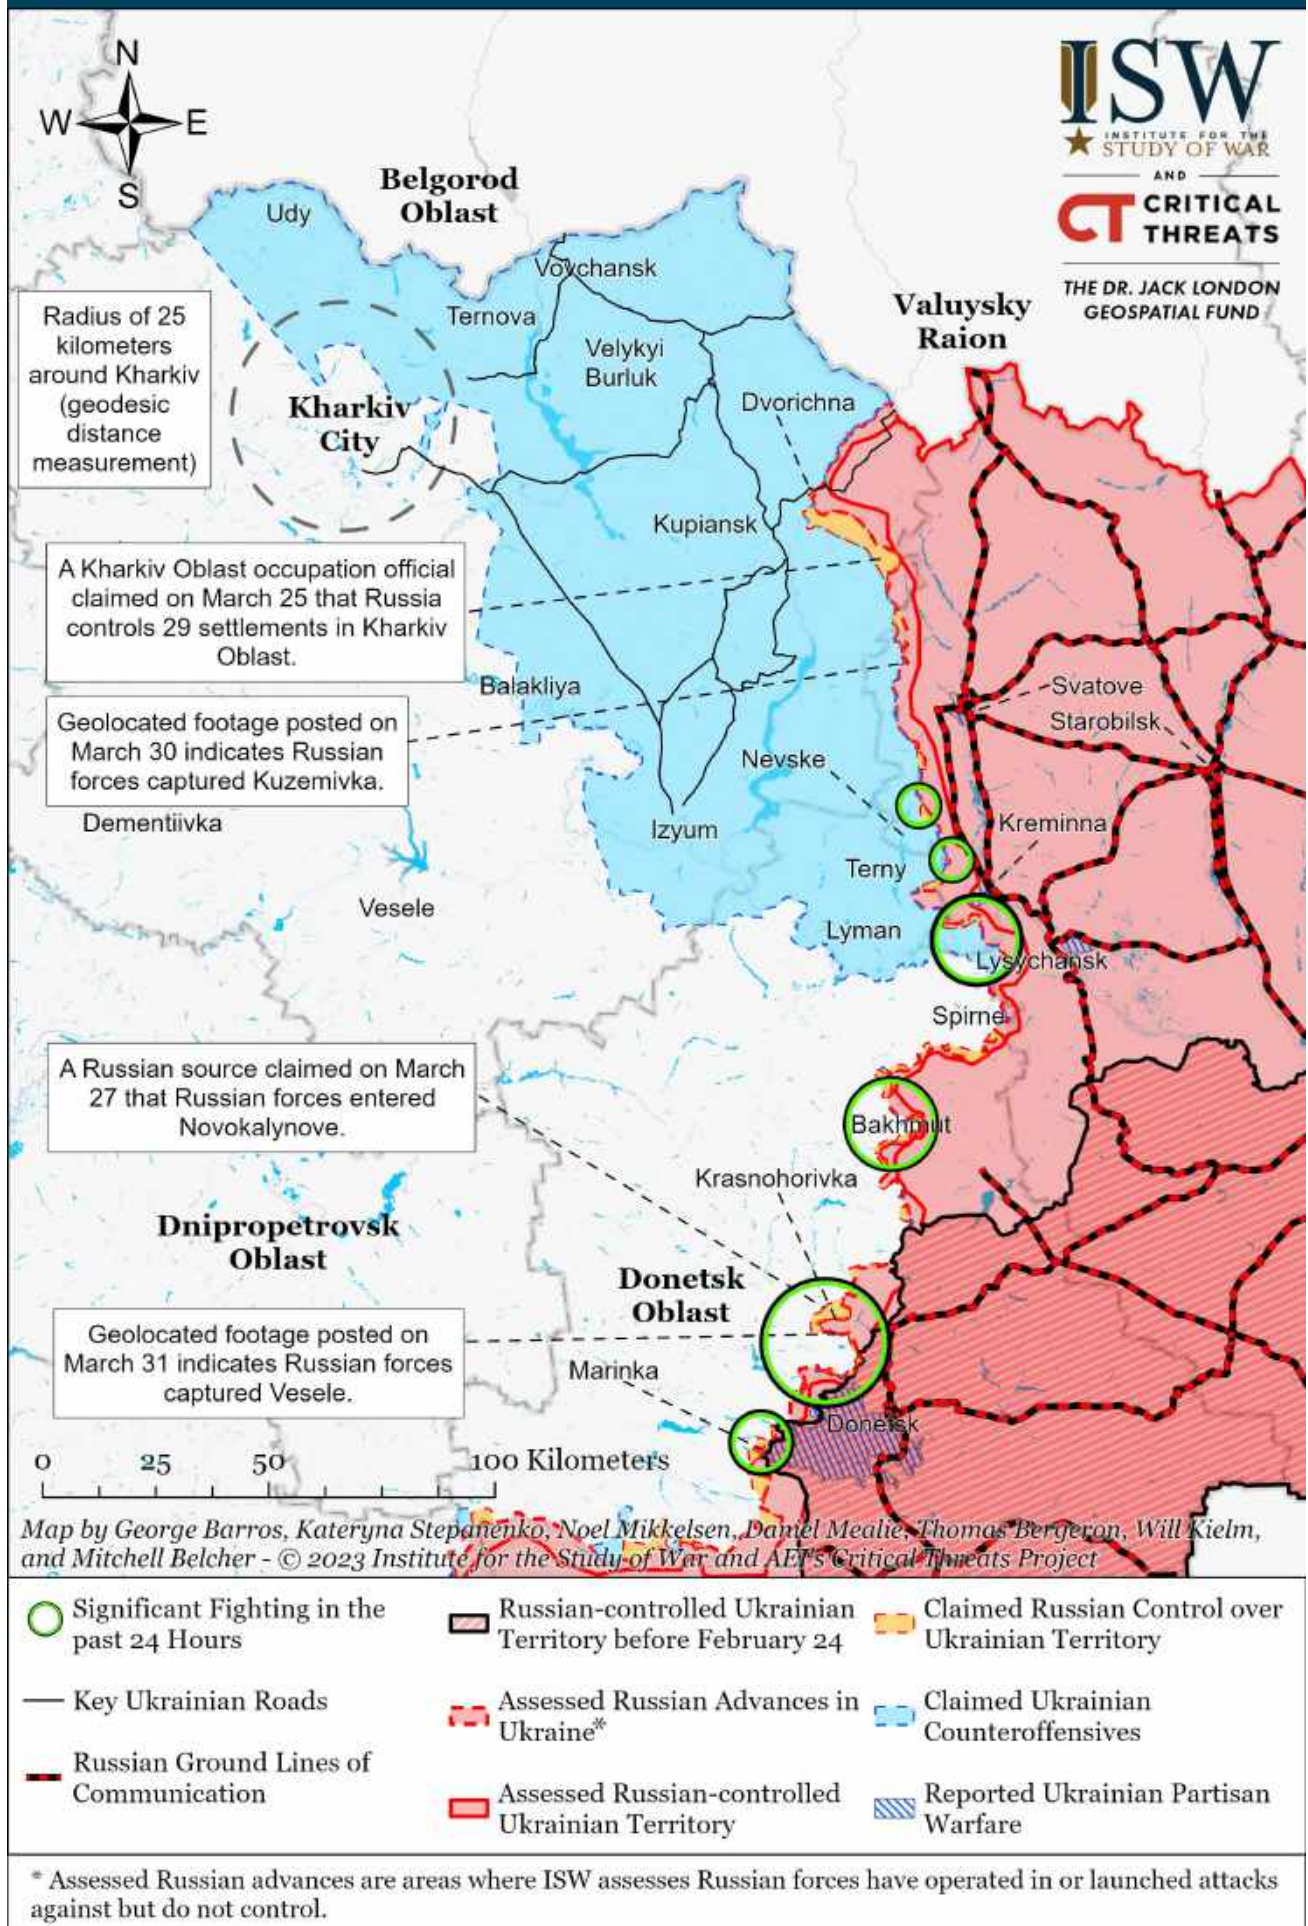 N
W E
S
ISW
INSTITUTE FOR THE
STUDY OF WAR
AND
CT CRITICAL
THREATS
THE DR. JACK LONDON
GEOSPATIAL FUND
Belgorod
Oblast
Udy
Vovchansk
Ternova
Valuysky
Raion
Radius of 25
kilometers
around Kharkiv
(geodesic
distance
measurement)
Velykyi
Burluk
Kharkiv
City
Dvorichna
Kupiansk
A Kharkiv Oblast occupation official
claimed on March 25 that Russia
controls 29 settlements in Kharkiv
Oblast.
Balakliya
Svatove
Starobilsk
Geolocated footage posted on
March 30 indicates Russian
forces captured Kuzemivka.
Nevske
Dementiivka
Izyum
Kreminna
Terny
Vesele
Lyman
Lysychansk
Spirne
A Russian source claimed on March
27 that Russian forces entered
Novokalynove.
Bakhmut
Krasnohorivka
Dnipropetrovsk
Oblast
Donetsk
Oblast
Geolocated footage posted on
March 31 indicates Russian forces
captured Vesele.
Marinka
Donetsk
0 25 50 100 Kilometers
Map by George Barros, Kateryna Stepanenko, Noel Mikkelsen, Daniel Mealie, Thomas Bergeron, Will Kielm,
and Mitchell Belcher - © 2023 Institute for the Study of War and AEI's Critical Threats Project
Significant Fighting in the
past 24 Hours
Key Ukrainian Roads
Russian Ground Lines of
Communication
Russian-controlled Ukrainian
Territory before February 24
Assessed Russian Advances in
Ukraine*
Assessed Russian-controlled
Ukrainian Territory
Claimed Russian Control over
Ukrainian Territory
Claimed Ukrainian
Counteroffensives
Reported Ukrainian Partisan
Warfare
* Assessed Russian advances are areas where ISW assesses Russian forces have operated in or launched attacks
against but do not control.